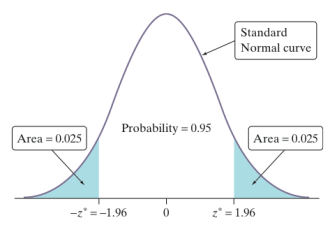 Standard
Normal curve
Probability = 0.95
Area = 0.025
Area = 0.025
−z* = −1.96
0
z* = 1.96